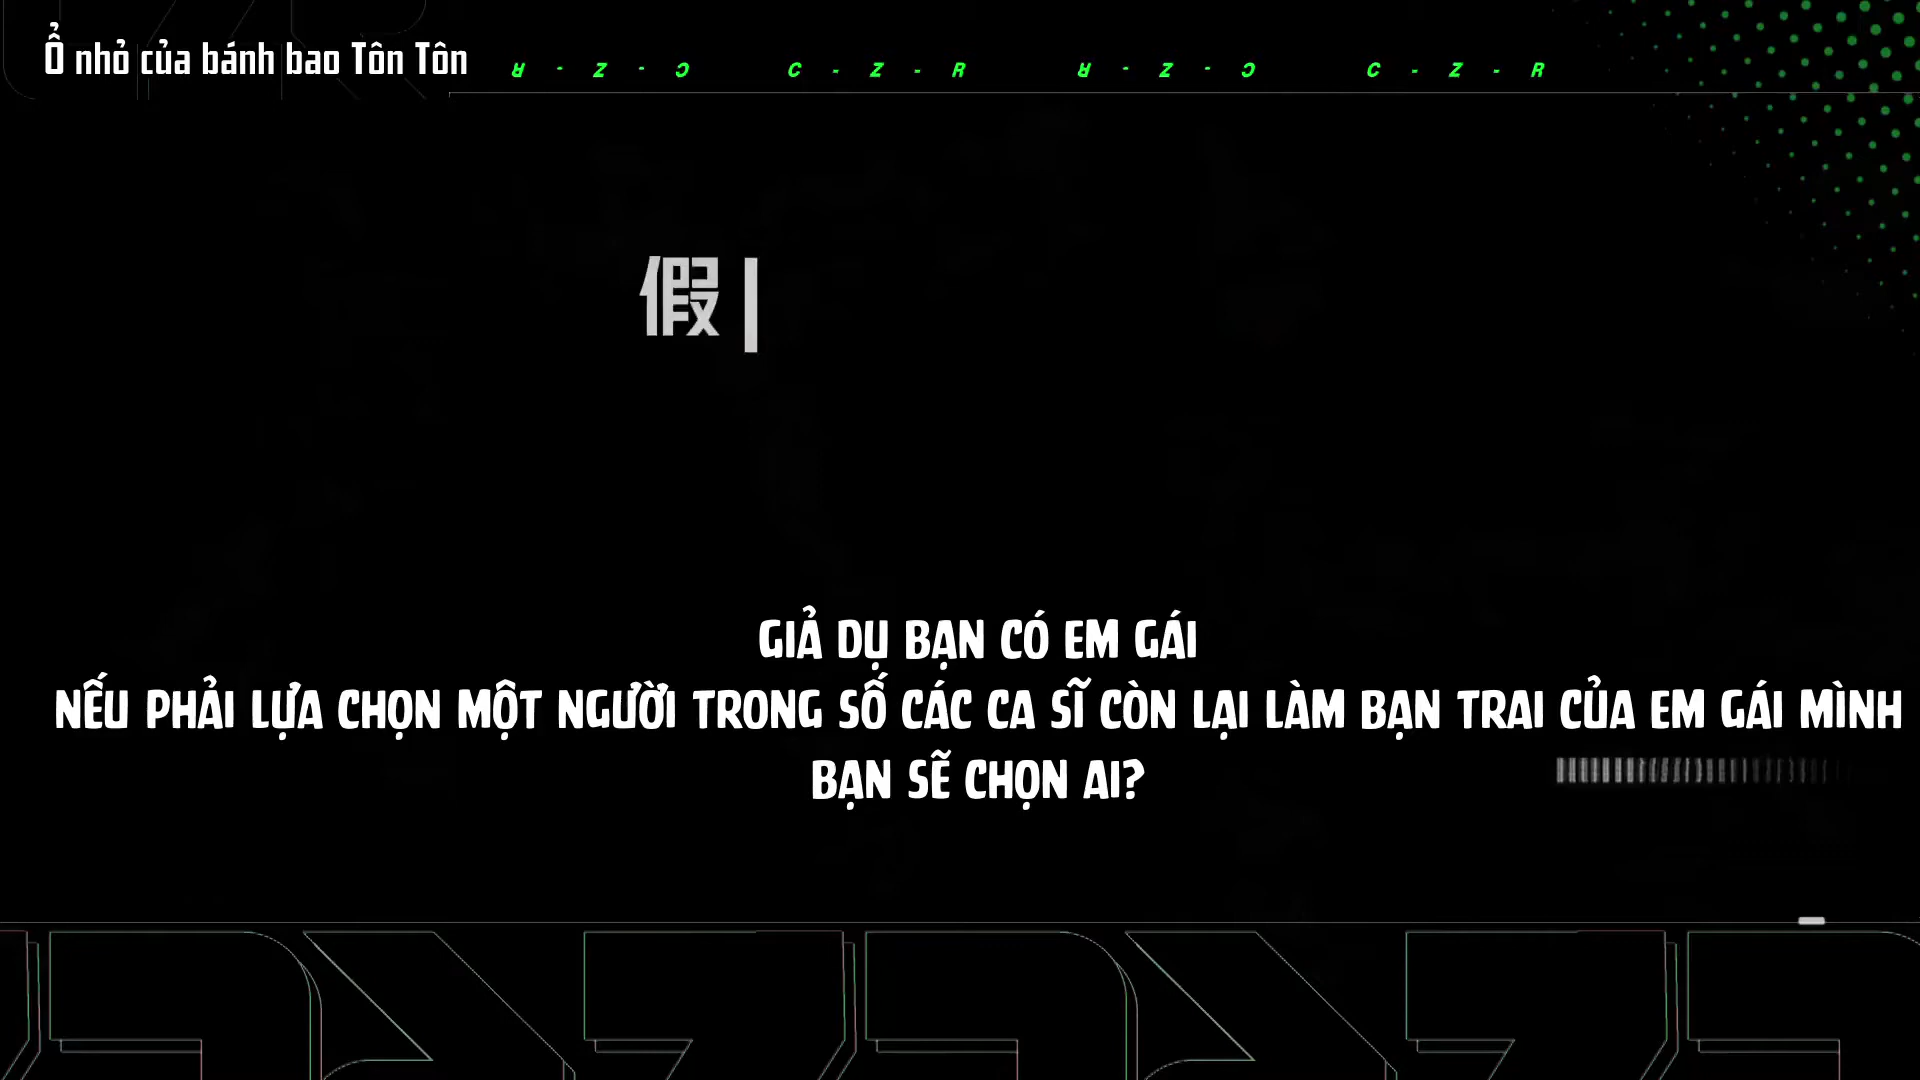 Ổ nhỏ của bánh bao Tôn Tôn
R - Z - C C - Z - R R - Z - C C - Z - R
假
GIẢ DỤ BẠN CÓ EM GÁI
NẾU PHẢI LỰA CHỌN MỘT NGƯỜI TRONG SỐ CÁC CA SĨ CÒN LẠI LÀM BẠN TRAI CỦA EM GÁI MÌNH
BẠN SẼ CHỌN AI?